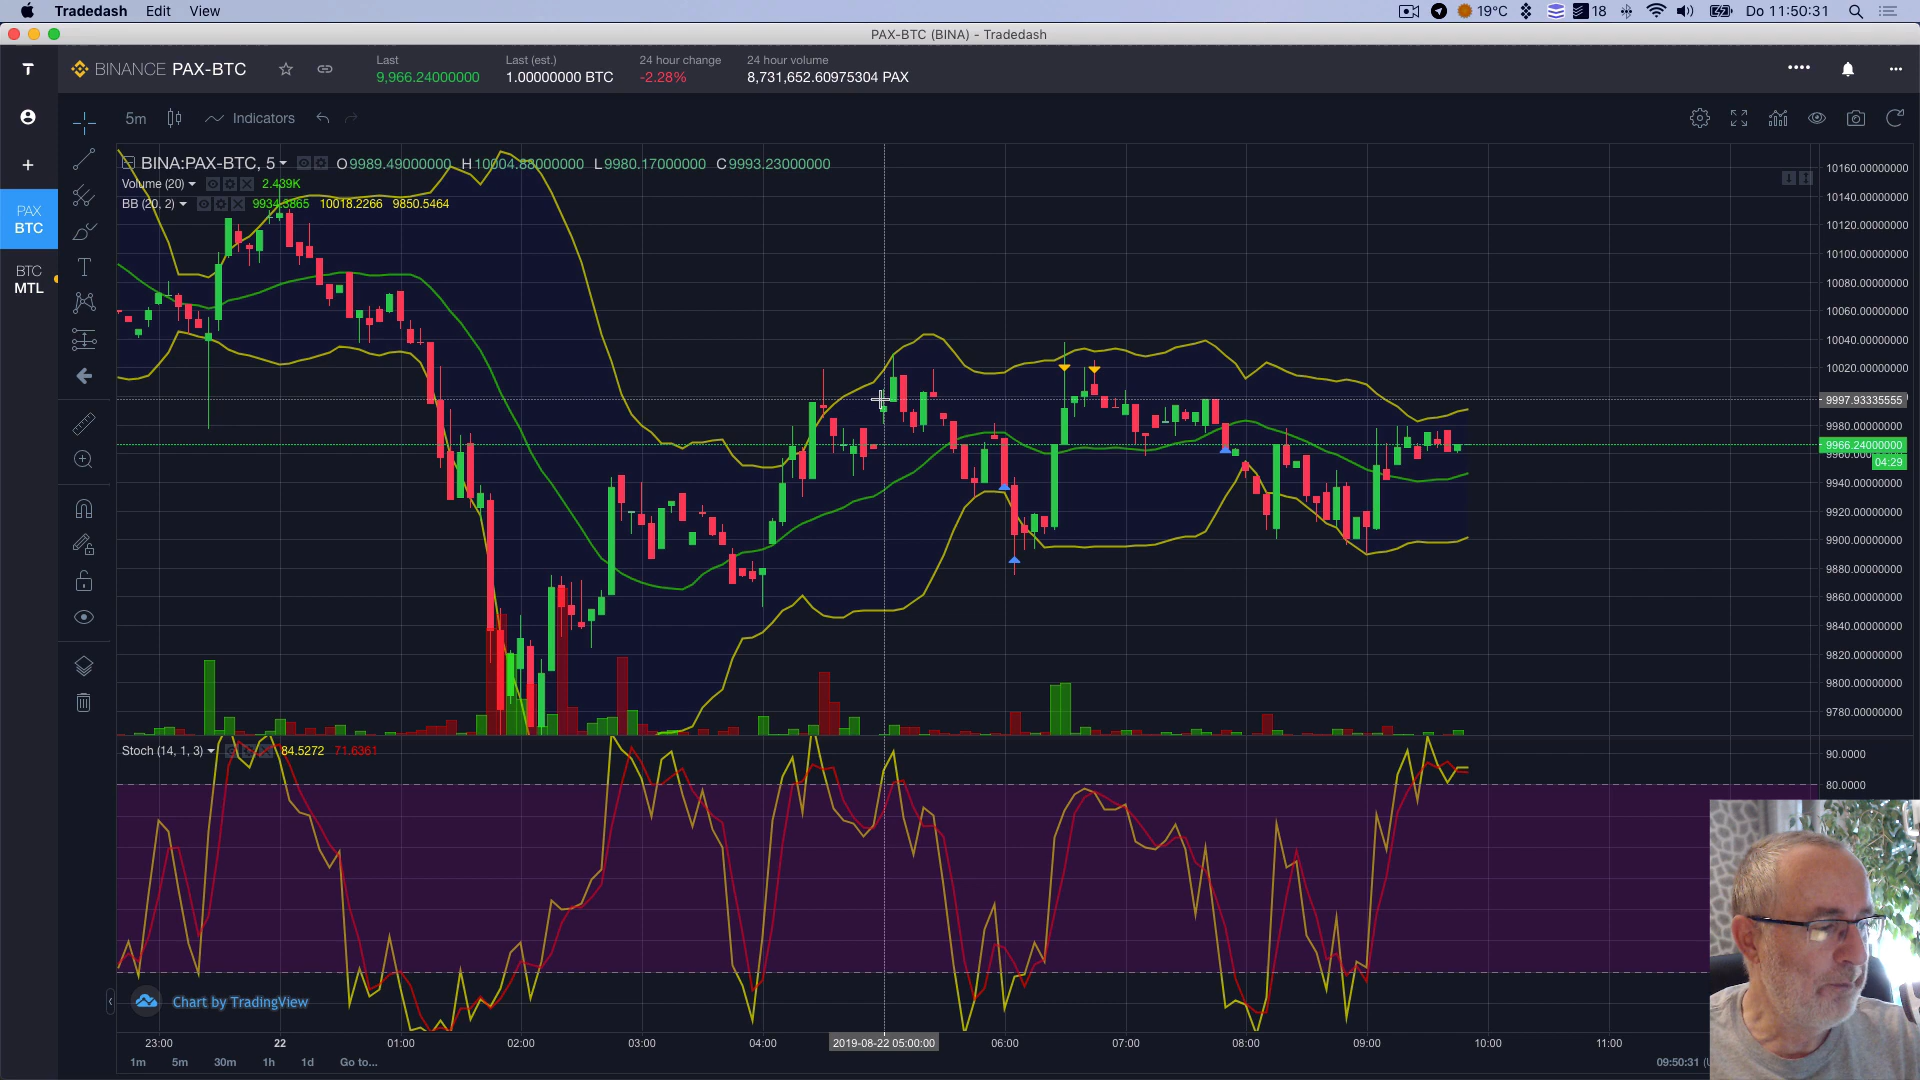 Tradedash Edit View
19°C 18 Do 11:50:31
PAX-BTC (BINA) - Tradedash
BINANCE PAX-BTC
Last
9,966.24000000
Last (est.)
1.00000000 BTC
24 hour change
-2.28%
24 hour volume
8,731,652.60975304 PAX
PAX
BTC
BTC
MTL
5m Indicators
BINA:PAX-BTC, 5 O9989.49000000 H10004.88000000 L9980.17000000 C9993.23000000
Volume (20) 2.439K
BB (20, 2) 9934.3865 10018.2266 9850.5464
10160.00000000
10140.00000000
10120.00000000
10100.00000000
10080.00000000
10060.00000000
10040.00000000
10020.00000000
9997.93335555
9980.00000000
9966.24000000
9960.00000000
04:29
9940.00000000
9920.00000000
9900.00000000
9880.00000000
9860.00000000
9840.00000000
9820.00000000
9800.00000000
9780.00000000
Stoch (14, 1, 3) 84.5272 71.6361
90.0000
80.0000
Chart by TradingView
23:00 22 01:00 02:00 03:00 04:00 2019-08-22 05:00:00 06:00 07:00 08:00 09:00 10:00 11:00
1m 5m 30m 1h 1d Go to...
09:50:31 (U